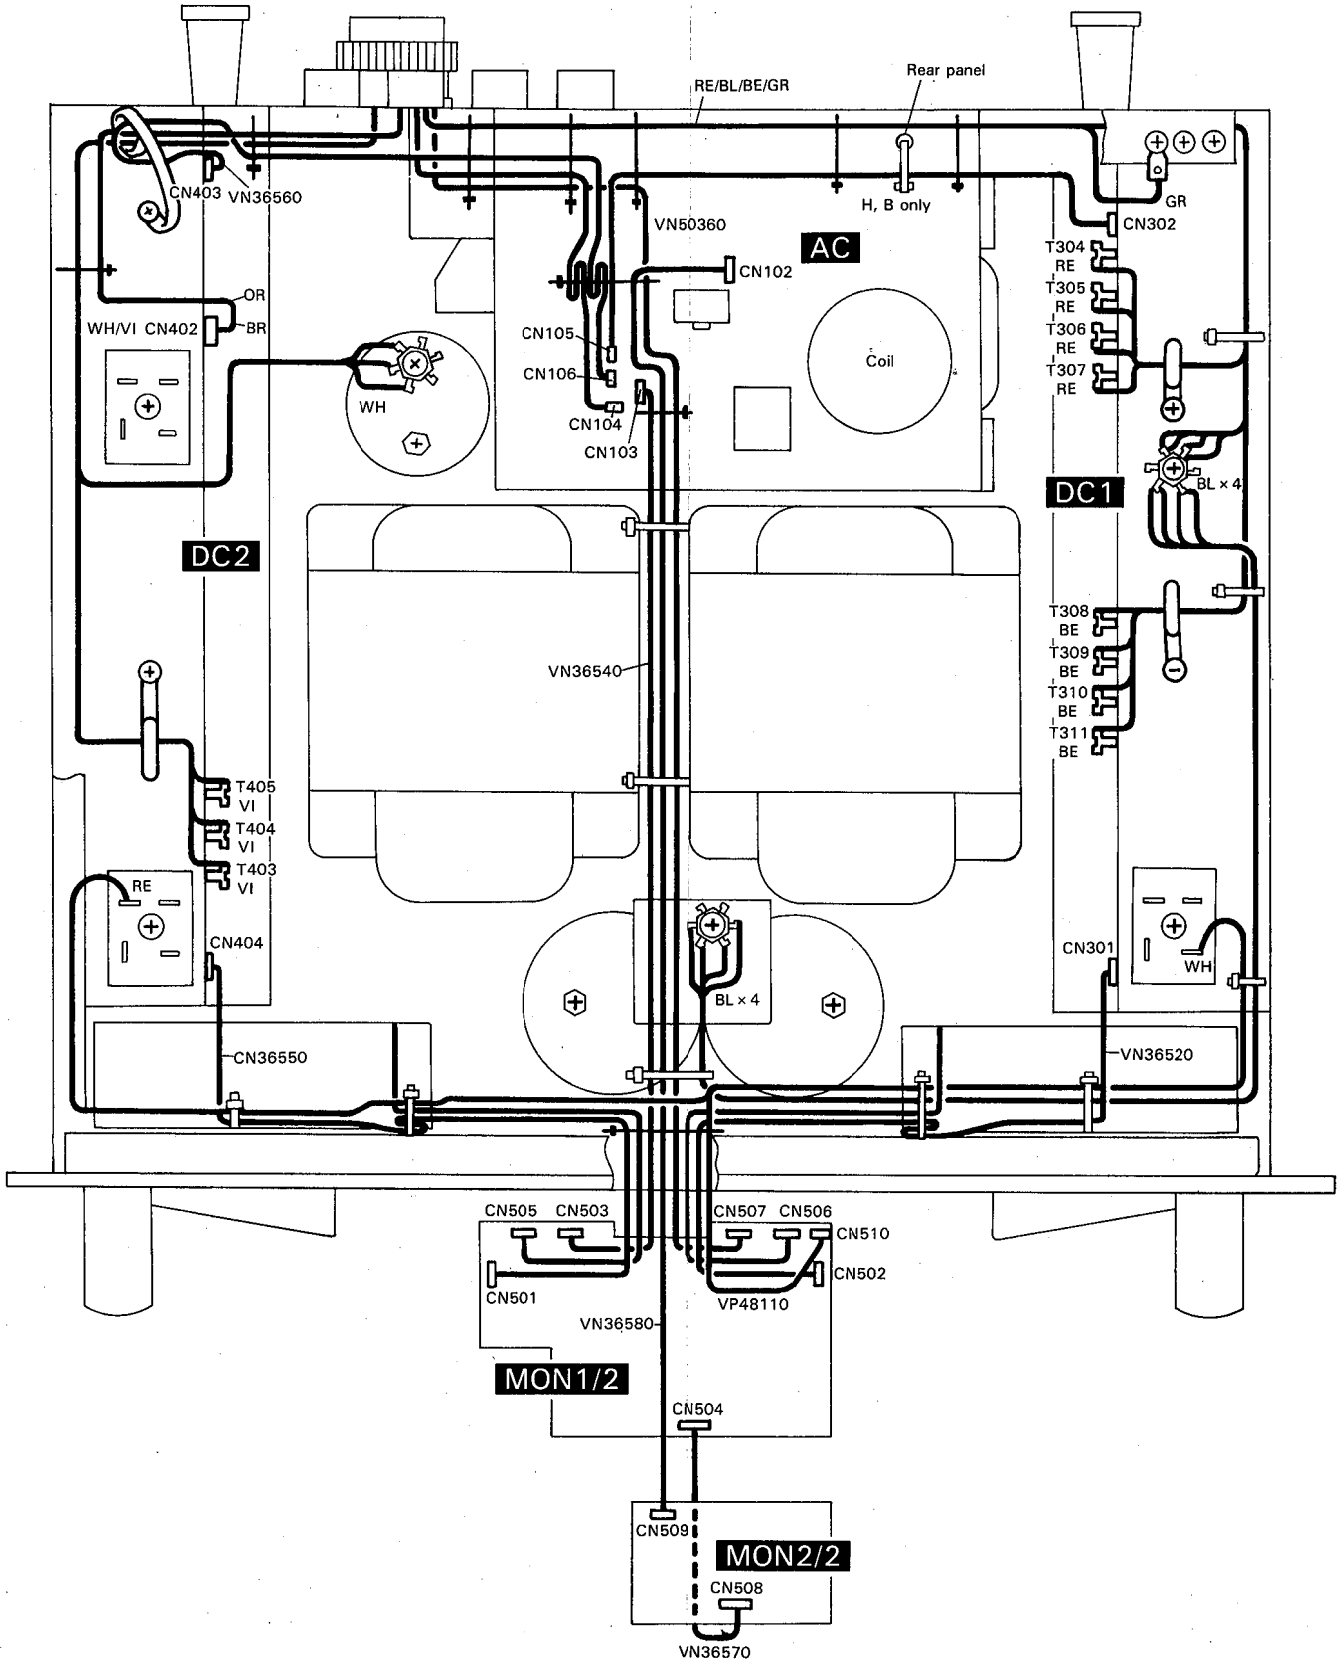 Rear panel
RE/BL/BE/GR
CN403
VN36560
VN50360
H, B only
GR
CN302
AC
CN102
T304
RE
T305
RE
T306
RE
T307
RE
OR
WH/VI CN402
BR
CN105
CN106
CN104
CN103
Coil
WH
DC1
BL × 4
DC2
T308
BE
T309
BE
T310
BE
T311
BE
VN36540
T405
VI
T404
VI
T403
VI
RE
CN404
CN301
WH
BL × 4
CN36550
VN36520
CN505
CN503
CN507
CN506
CN510
CN502
CN501
VP48110
VN36580
MON1/2
CN504
CN509
MON2/2
CN508
VN36570